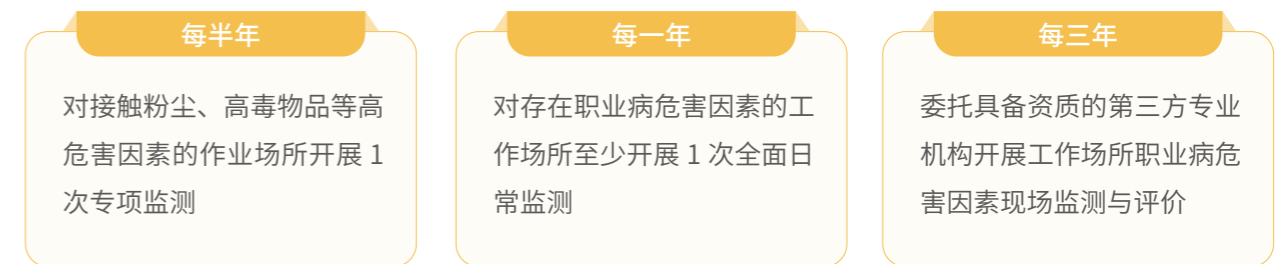 每半年
对接触粉尘、高毒物品等高
危害因素的作业场所开展 1
次专项监测
每一年
对存在职业病危害因素的工
作场所至少开展 1 次全面日
常监测
每三年
委托具备资质的第三方专业
机构开展工作场所职业病危
害因素现场监测与评价